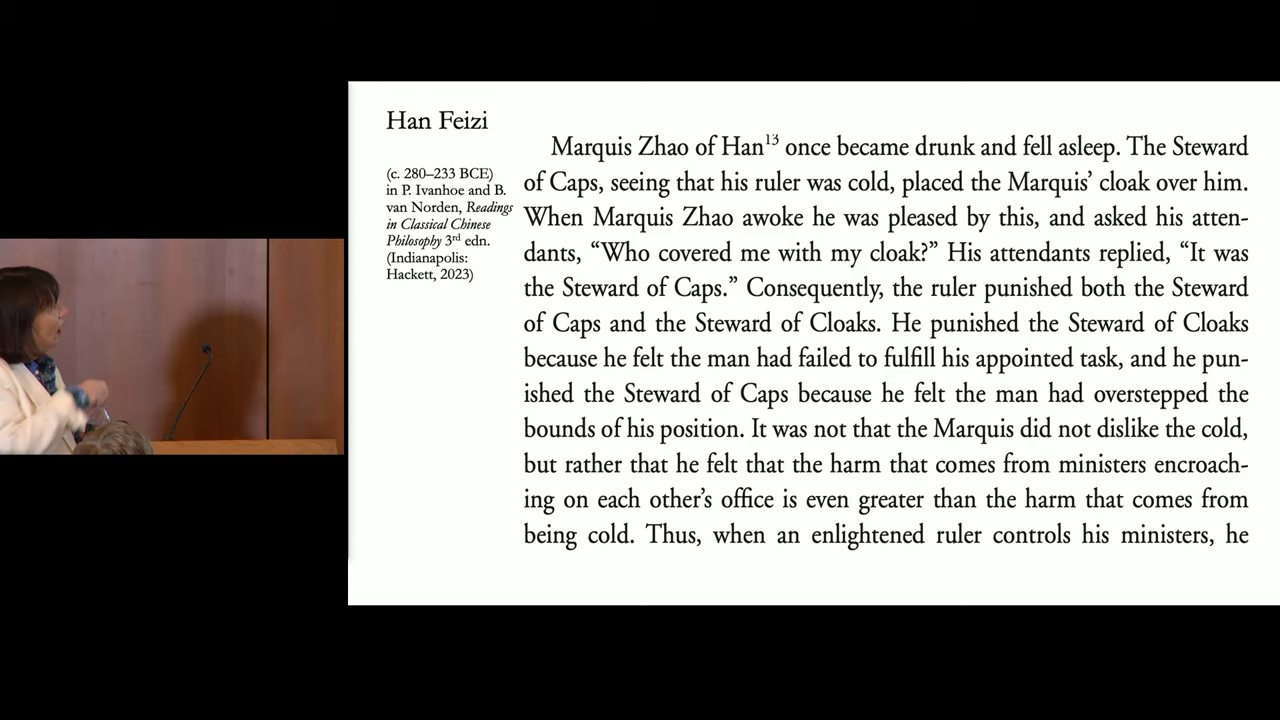 Han Feizi
(c. 280–233 BCE)
in P. Ivanhoe and B.
van Norden, Readings
in Classical Chinese
Philosophy 3rd edn.
(Indianapolis:
Hackett, 2023)
Marquis Zhao of Han13 once became drunk and fell asleep. The Steward
of Caps, seeing that his ruler was cold, placed the Marquis’ cloak over him.
When Marquis Zhao awoke he was pleased by this, and asked his atten-
dants, “Who covered me with my cloak?” His attendants replied, “It was
the Steward of Caps.” Consequently, the ruler punished both the Steward
of Caps and the Steward of Cloaks. He punished the Steward of Cloaks
because he felt the man had failed to fulfill his appointed task, and he pun-
ished the Steward of Caps because he felt the man had overstepped the
bounds of his position. It was not that the Marquis did not dislike the cold,
but rather that he felt that the harm that comes from ministers encroach-
ing on each other’s office is even greater than the harm that comes from
being cold. Thus, when an enlightened ruler controls his ministers, he